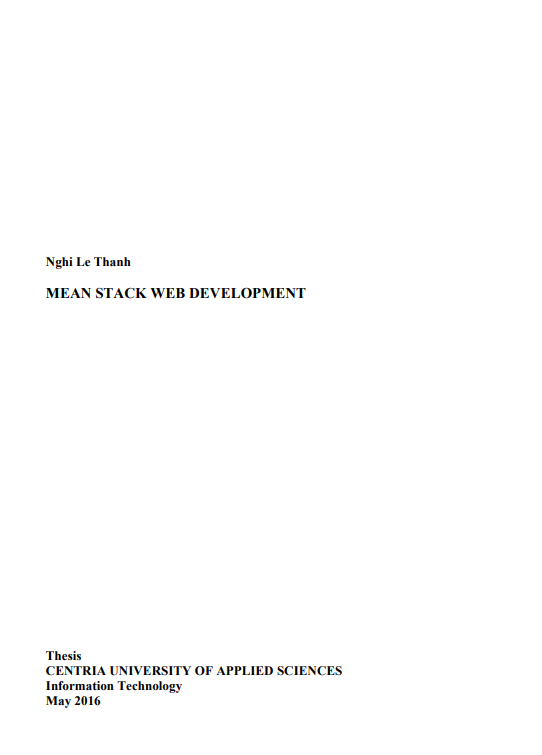 Nghi Le Thanh
MEAN STACK WEB DEVELOPMENT
Thesis
CENTRIA UNIVERSITY OF APPLIED SCIENCES
Information Technology
May 2016